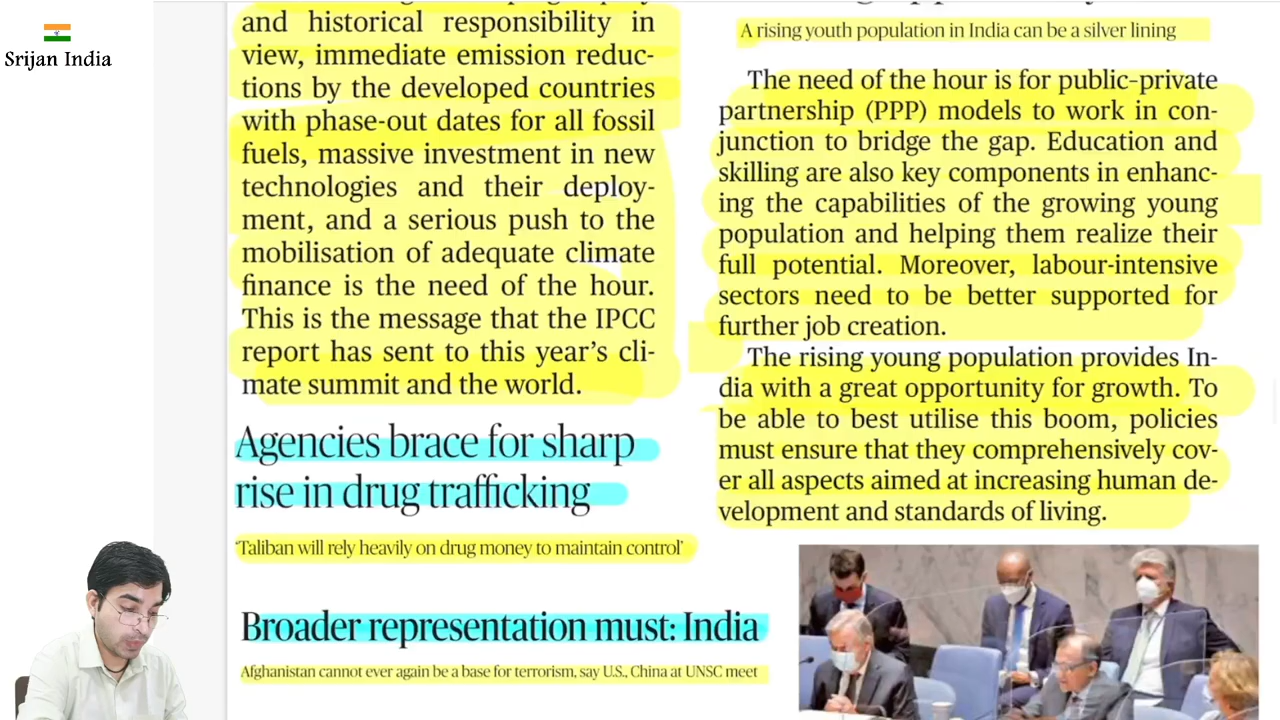 Srijan India
and historical responsibility in
view, immediate emission reduc-
tions by the developed countries
with phase-out dates for all fossil
fuels, massive investment in new
technologies and their deploy-
ment, and a serious push to the
mobilisation of adequate climate
finance is the need of the hour.
This is the message that the IPCC
report has sent to this year's cli-
mate summit and the world.
Agencies brace for sharp
rise in drug trafficking
'Taliban will rely heavily on drug money to maintain control'
Broader representation must: India
Afghanistan cannot ever again be a base for terrorism, say U.S., China at UNSC meet
A rising youth population in India can be a silver lining
The need of the hour is for public-private
partnership (PPP) models to work in con-
junction to bridge the gap. Education and
skilling are also key components in enhanc-
ing the capabilities of the growing young
population and helping them realize their
full potential. Moreover, labour-intensive
sectors need to be better supported for
further job creation.
The rising young population provides In-
dia with a great opportunity for growth. To
be able to best utilise this boom, policies
must ensure that they comprehensively cov-
er all aspects aimed at increasing human de-
velopment and standards of living.